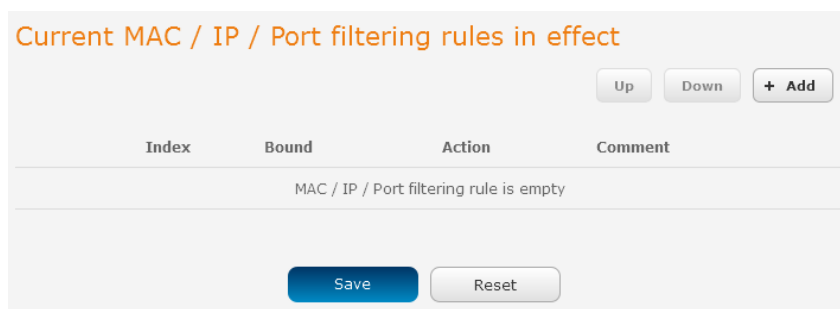 Current MAC / IP / Port filtering rules in effect
Up Down + Add
Index Bound Action Comment
MAC / IP / Port filtering rule is empty
Save Reset